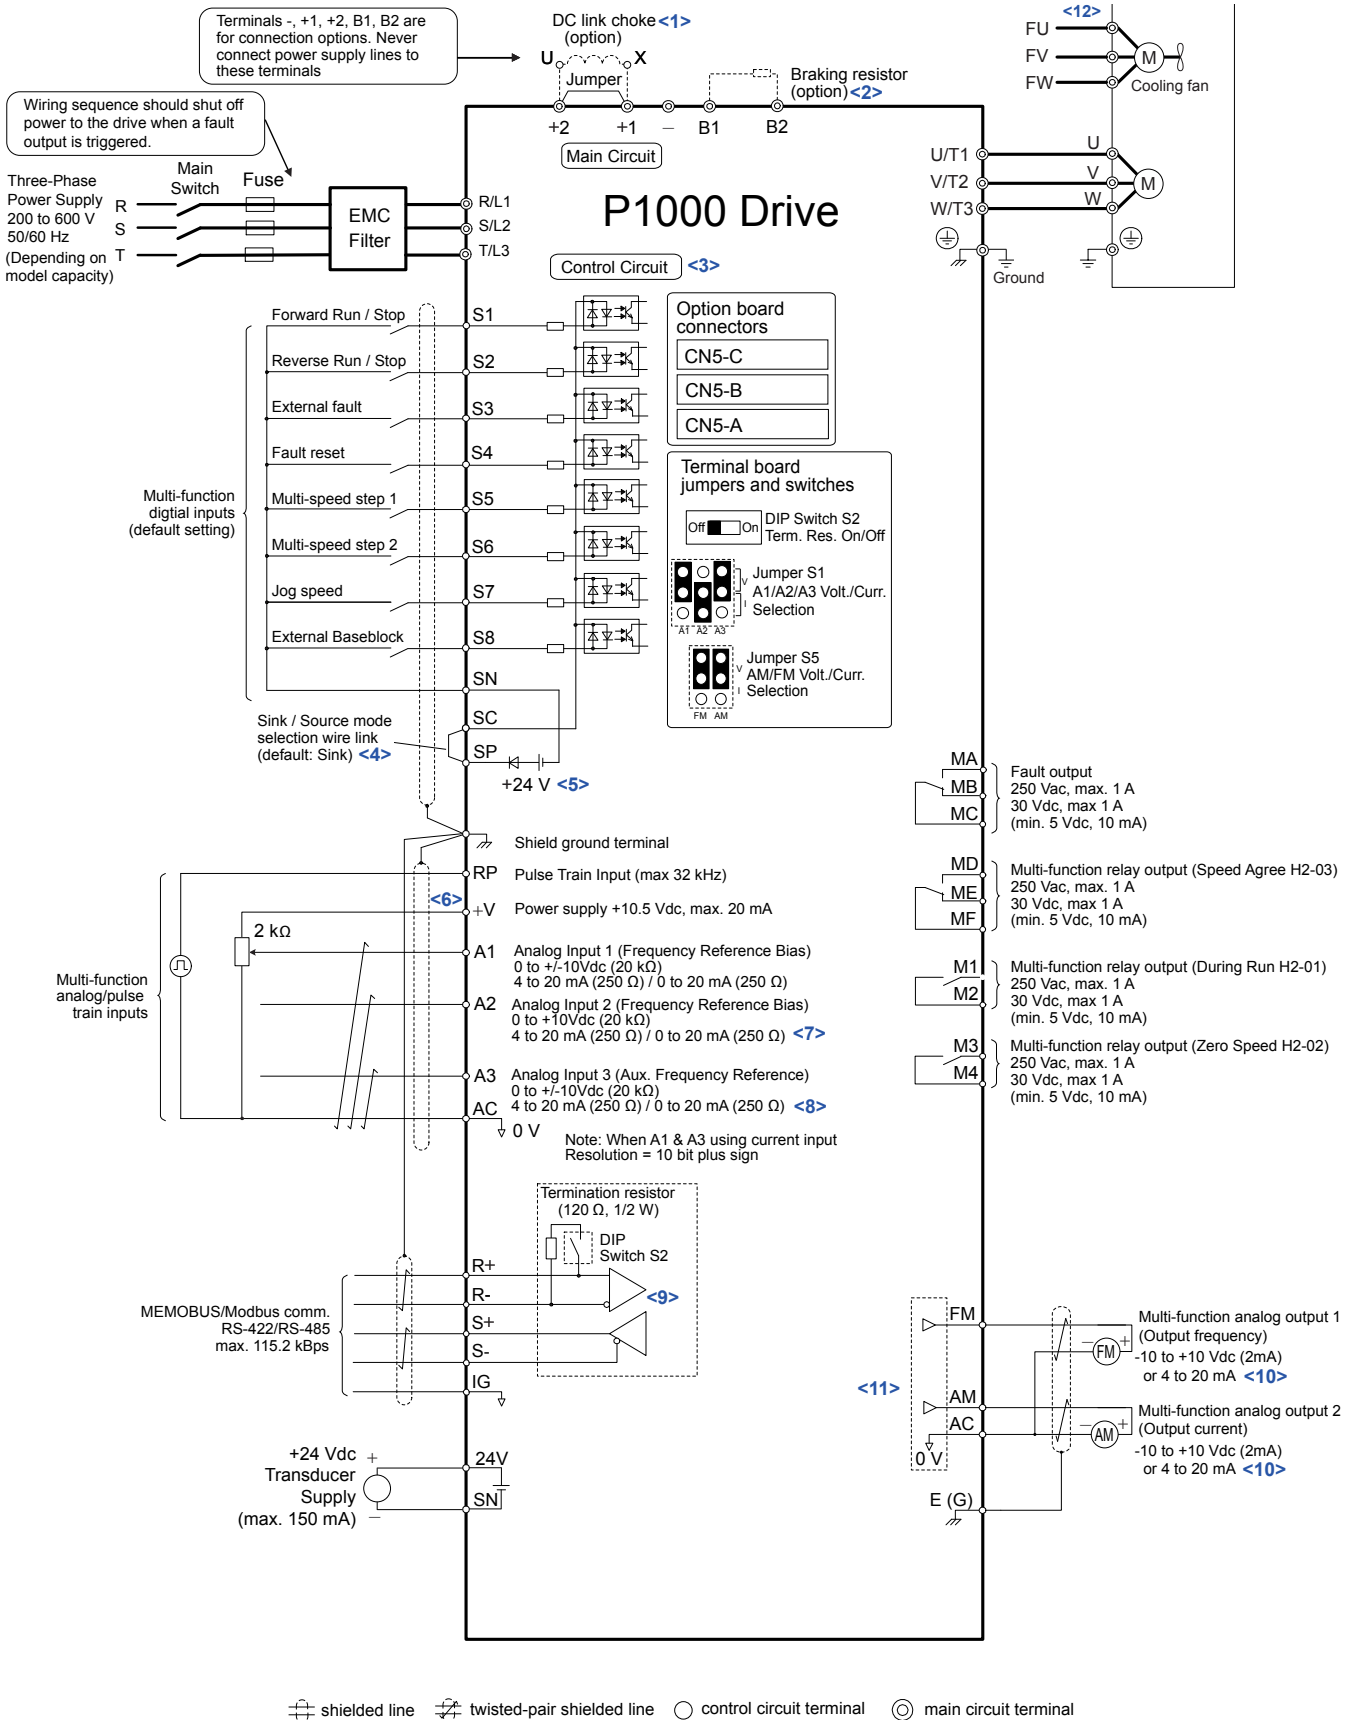 Terminals -, +1, +2, B1, B2 are
for connection options. Never
connect power supply lines to
these terminals
DC link choke <1>
(option)
U
X
Jumper
Braking resistor
(option) <2>
+2
+1
–
B1
B2
Main Circuit
<12>
FU
FV
FW
M
Cooling fan
Wiring sequence should shut off
power to the drive when a fault
output is triggered.
Three-Phase
Power Supply
200 to 600 V
50/60 Hz
(Depending on
model capacity)
R
S
T
Main
Switch
Fuse
EMC
Filter
R/L1
S/L2
T/L3
P1000 Drive
U/T1
V/T2
W/T3
U
V
W
M
Ground
Control Circuit <3>
Multi-function
digtial inputs
(default setting)
Forward Run / Stop
S1
Reverse Run / Stop
S2
External fault
S3
Fault reset
S4
Multi-speed step 1
S5
Multi-speed step 2
S6
Jog speed
S7
External Baseblock
S8
SN
SC
SP
Sink / Source mode
selection wire link
(default: Sink) <4>
+24 V <5>
Option board
connectors
CN5-C
CN5-B
CN5-A
Terminal board
jumpers and switches
Off
On
DIP Switch S2
Term. Res. On/Off
Jumper S1
A1/A2/A3 Volt./Curr.
Selection
V
I
A1 A2 A3
Jumper S5
AM/FM Volt./Curr.
Selection
V
I
FM AM
MA
MB
MC
Fault output
250 Vac, max. 1 A
30 Vdc, max 1 A
(min. 5 Vdc, 10 mA)
MD
ME
MF
Multi-function relay output (Speed Agree H2-03)
250 Vac, max. 1 A
30 Vdc, max 1 A
(min. 5 Vdc, 10 mA)
M1
M2
Multi-function relay output (During Run H2-01)
250 Vac, max. 1 A
30 Vdc, max 1 A
(min. 5 Vdc, 10 mA)
M3
M4
Multi-function relay output (Zero Speed H2-02)
250 Vac, max. 1 A
30 Vdc, max 1 A
(min. 5 Vdc, 10 mA)
Shield ground terminal
Multi-function
analog/pulse
train inputs
2 kΩ
<6>
RP
Pulse Train Input (max 32 kHz)
+V
Power supply +10.5 Vdc, max. 20 mA
A1
Analog Input 1 (Frequency Reference Bias)
0 to +/-10Vdc (20 kΩ)
4 to 20 mA (250 Ω) / 0 to 20 mA (250 Ω)
A2
Analog Input 2 (Frequency Reference Bias)
0 to +10Vdc (20 kΩ)
4 to 20 mA (250 Ω) / 0 to 20 mA (250 Ω) <7>
A3
Analog Input 3 (Aux. Frequency Reference)
0 to +/-10Vdc (20 kΩ)
4 to 20 mA (250 Ω) / 0 to 20 mA (250 Ω) <8>
AC
0 V
Note: When A1 & A3 using current input
Resolution = 10 bit plus sign
Termination resistor
(120 Ω, 1/2 W)
DIP
Switch S2
<9>
MEMOBUS/Modbus comm.
RS-422/RS-485
max. 115.2 kBps
R+
R-
S+
S-
IG
+24 Vdc
Transducer
Supply
(max. 150 mA)
+
–
24V
SN
<11>
FM
AM
AC
0 V
E (G)
– FM +
Multi-function analog output 1
(Output frequency)
-10 to +10 Vdc (2mA)
or 4 to 20 mA <10>
– AM +
Multi-function analog output 2
(Output current)
-10 to +10 Vdc (2mA)
or 4 to 20 mA <10>
shielded line
twisted-pair shielded line
control circuit terminal
main circuit terminal